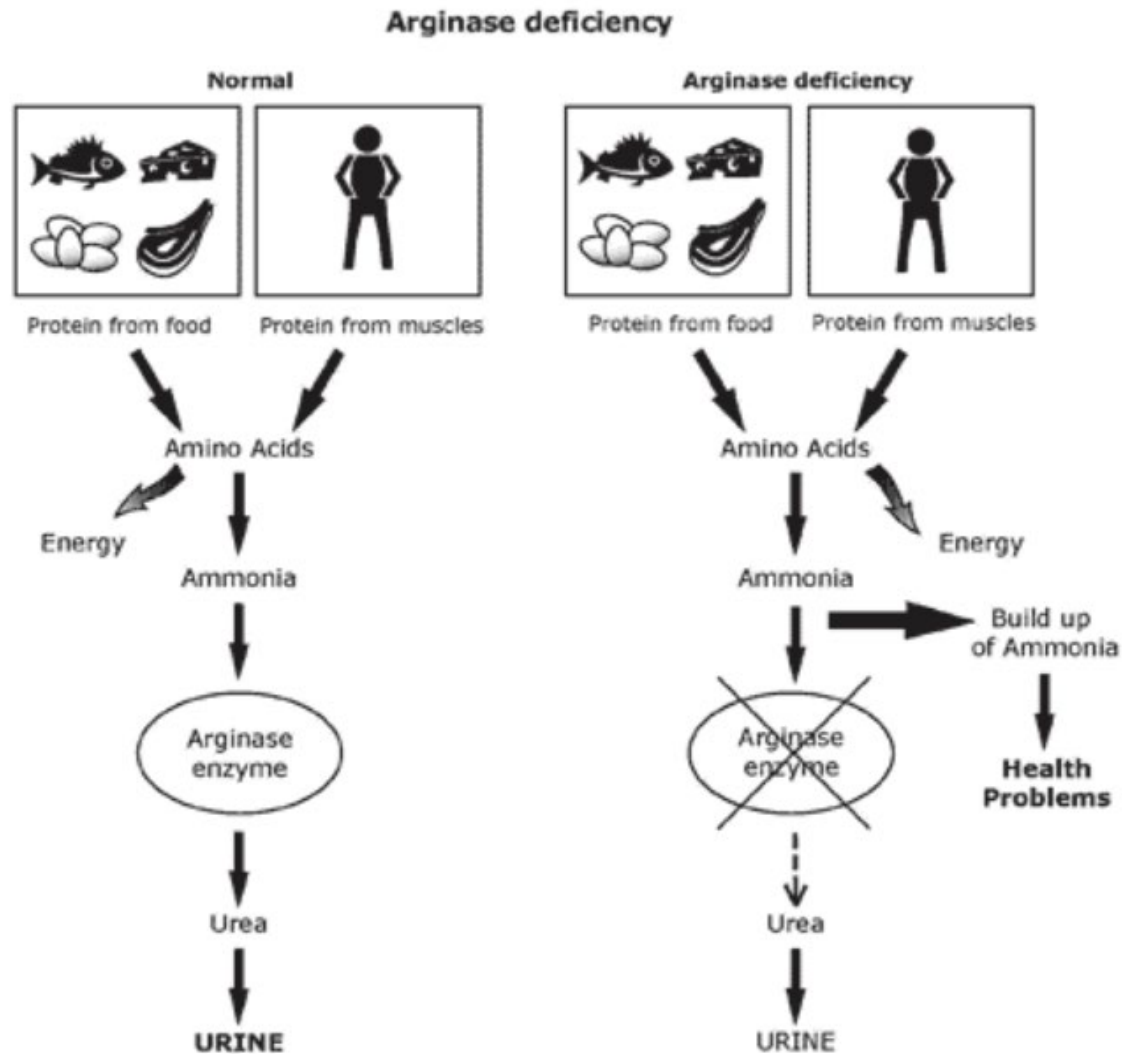 Arginase deficiency
Normal
Protein from food
Protein from muscles
Amino Acids
Energy
Ammonia
Arginase
enzyme
Urea
URINE
Arginase deficiency
Protein from food
Protein from muscles
Amino Acids
Energy
Ammonia
Build up
of Ammonia
Health
Problems
Arginase
enzyme
Urea
URINE